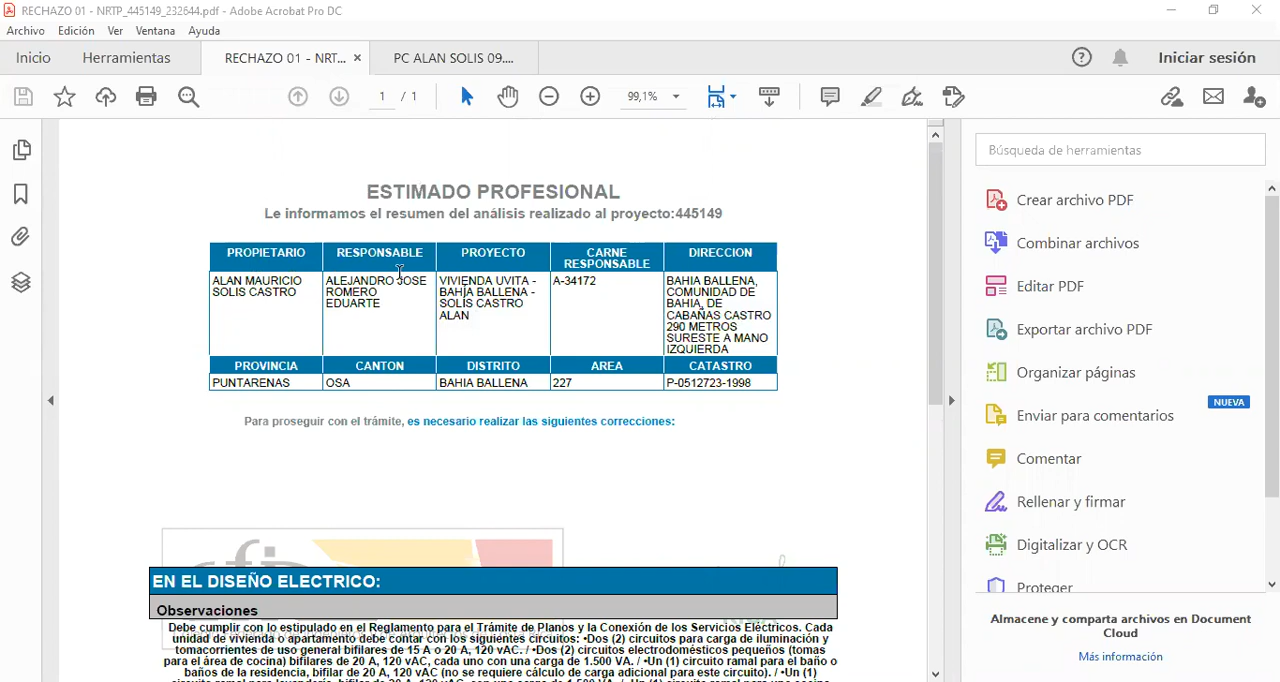 RECHAZO 01 - NRTP_445149_232644.pdf - Adobe Acrobat Pro DC
Archivo Edición Ver Ventana Ayuda
Inicio Herramientas RECHAZO 01 - NRT... × PC ALAN SOLIS 09.... Iniciar sesión
1 / 1 99,1%
Búsqueda de herramientas
Crear archivo PDF
Combinar archivos
Editar PDF
Exportar archivo PDF
Organizar páginas
NUEVA
Enviar para comentarios
Comentar
Rellenar y firmar
Digitalizar y OCR
Proteger
Almacene y comparta archivos en Document
Cloud
Más información
ESTIMADO PROFESIONAL
Le informamos el resumen del análisis realizado al proyecto:445149
PROPIETARIO RESPONSABLE PROYECTO CARNE RESPONSABLE DIRECCION
ALAN MAURICIO SOLIS CASTRO
ALEJANDRO JOSE ROMERO EDUARTE
VIVIENDA UVITA - BAHIA BALLENA - SOLÍS CASTRO ALAN
A-34172
BAHIA BALLENA, COMUNIDAD DE BAHIA, DE CABAÑAS CASTRO 290 METROS SURESTE A MANO IZQUIERDA
PROVINCIA CANTON DISTRITO AREA CATASTRO
PUNTARENAS OSA BAHIA BALLENA 227 P-0512723-1998
Para proseguir con el trámite, es necesario realizar las siguientes correcciones:
EN EL DISEÑO ELECTRICO:
Observaciones
Debe cumplir con lo estipulado en el Reglamento para el Trámite de Planos y la Conexión de los Servicios Eléctricos. Cada
unidad de vivienda o apartamento debe contar con los siguientes circuitos: •Dos (2) circuitos para carga de iluminación y
tomacorrientes de uso general bifilares de 15 A o 20 A, 120 vAC. / •Dos (2) circuitos electrodomésticos pequeños (tomas
para el área de cocina) bifilares de 20 A, 120 vAC, cada uno con una carga de 1.500 VA. / •Un (1) circuito ramal para el baño o
baños de la residencia, bifilar de 20 A, 120 vAC (no se requiere cálculo de carga adicional para este circuito). / •Un (1)